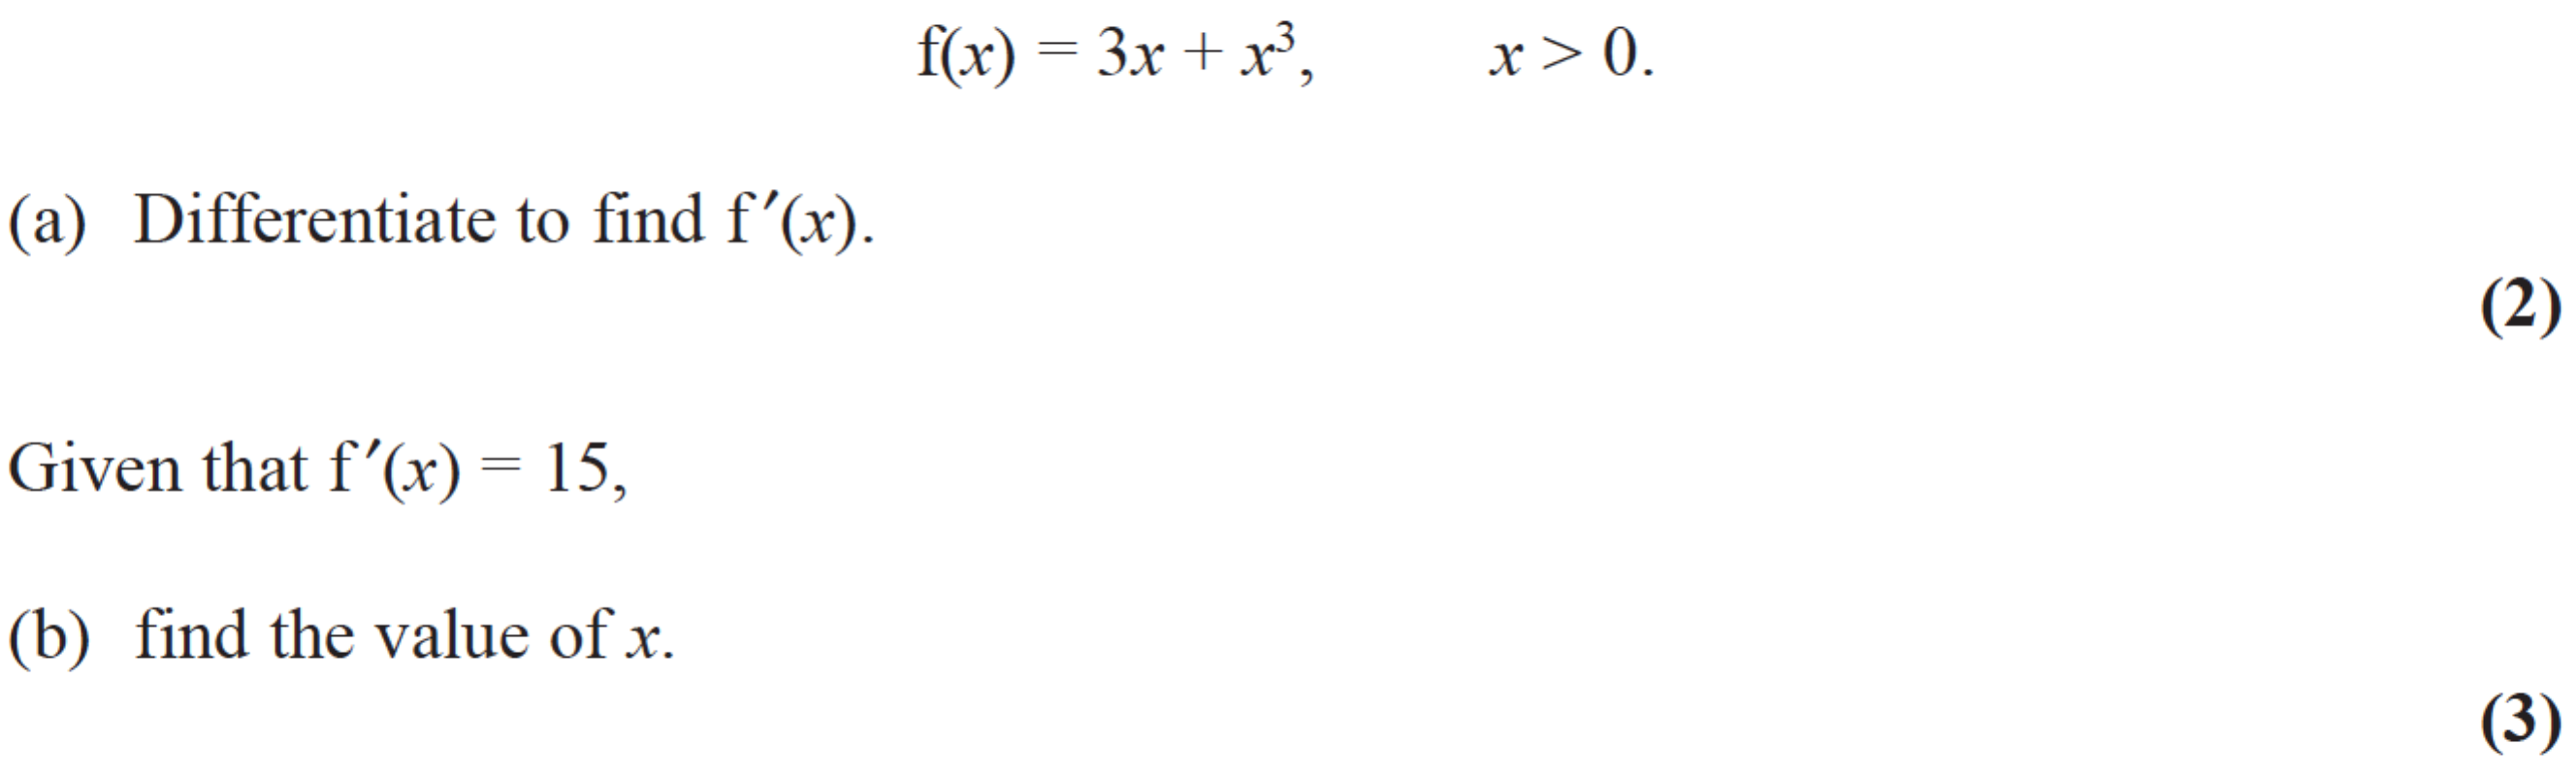 f(x) = 3x + x³, x > 0.
(a) Differentiate to find f′(x).
(2)
Given that f′(x) = 15,
(b) find the value of x.
(3)